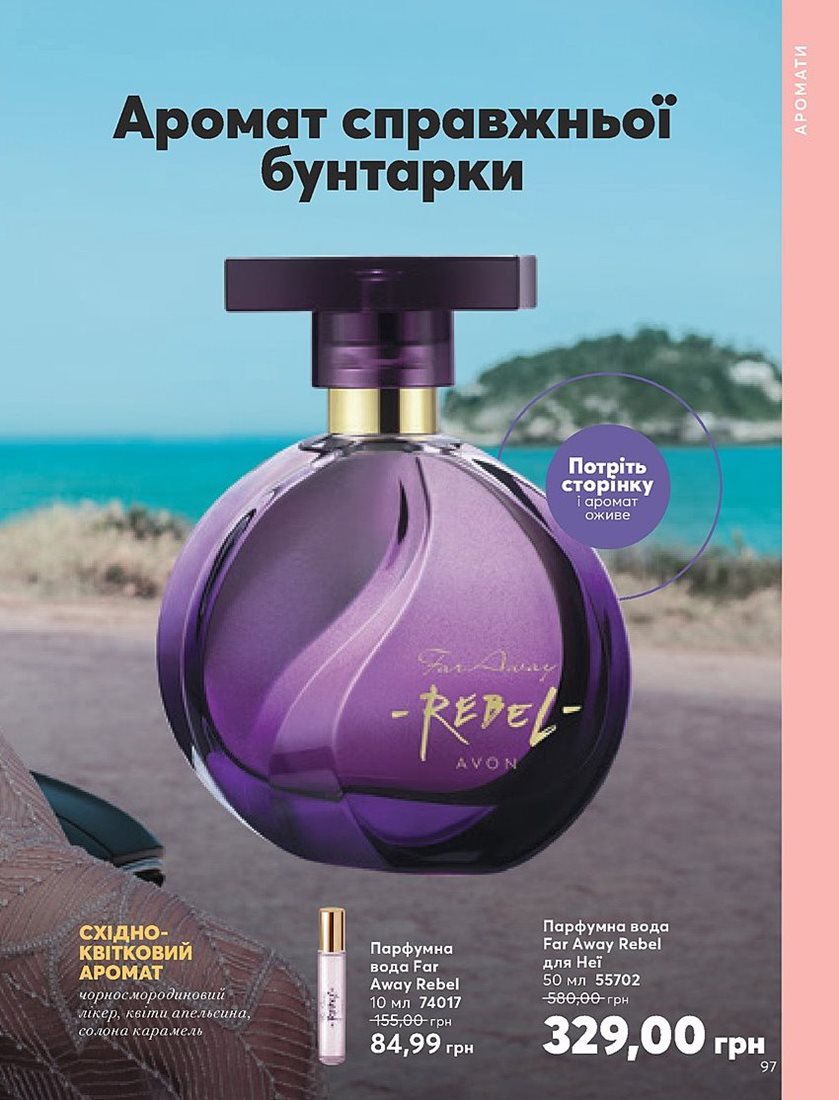 АРОМАТИ
Аромат справжньої
бунтарки
Потріть
сторінку
і аромат
оживе
Far Away
-REBEL-
AVON
СХІДНО-
КВІТКОВИЙ
АРОМАТ
чорносмородиновий
лікер, квіти апельсина,
солона карамель
REBEL
Парфумна
вода Far
Away Rebel
10 мл 74017
155,00 грн
84,99 грн
Парфумна вода
Far Away Rebel
для Неї
50 мл 55702
580,00 грн
329,00 грн
97